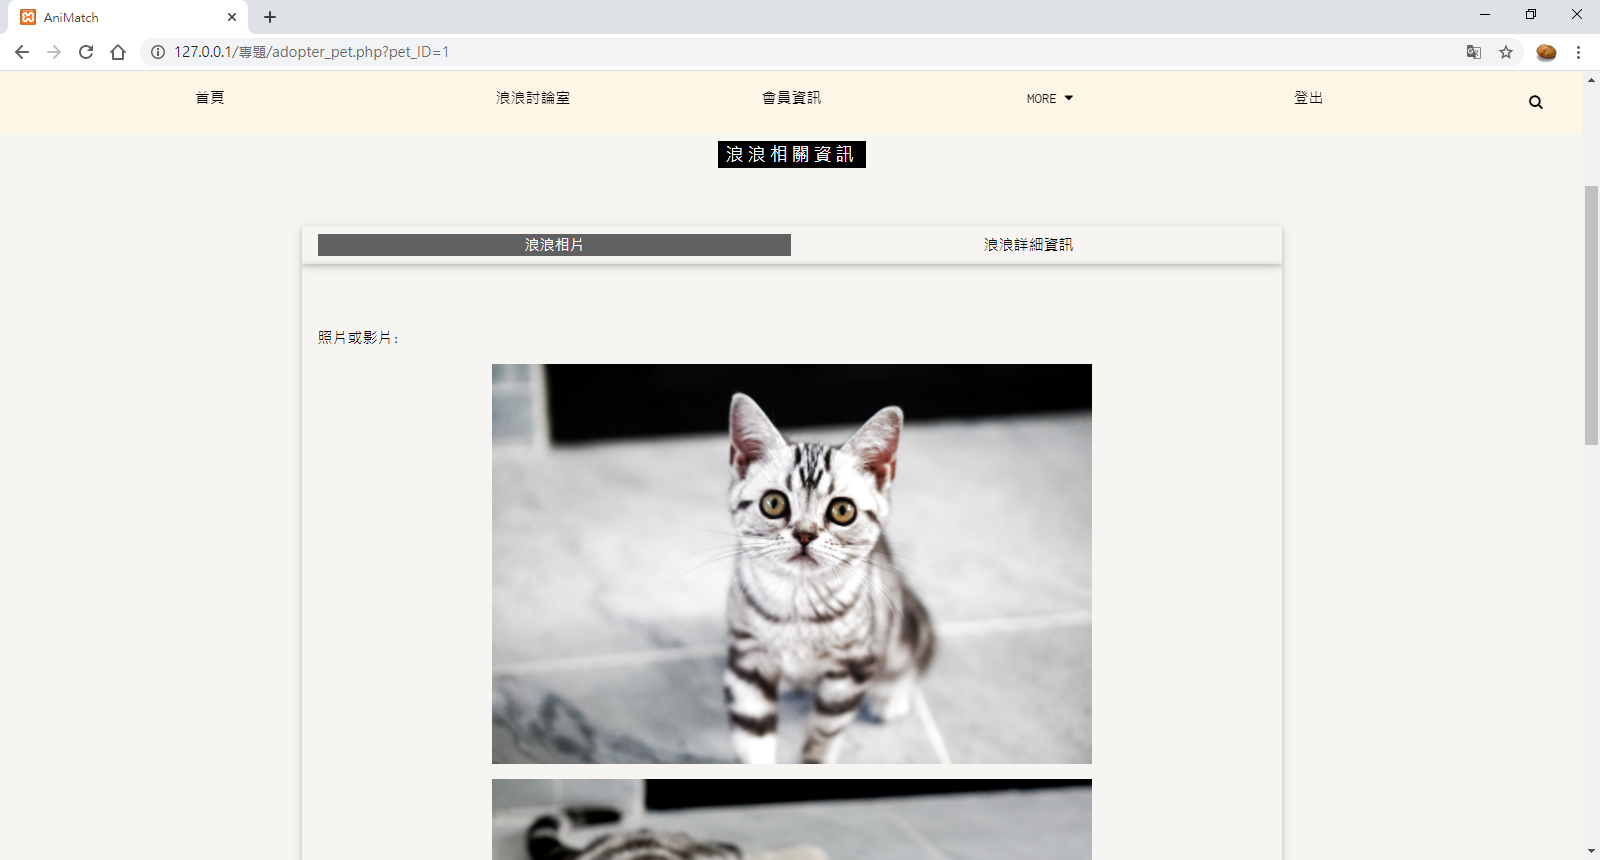 AniMatch
127.0.0.1/專題/adopter_pet.php?pet_ID=1
首頁 浪浪討論室 會員資訊 MORE 登出
浪浪相關資訊
浪浪相片 浪浪詳細資訊
照片或影片: